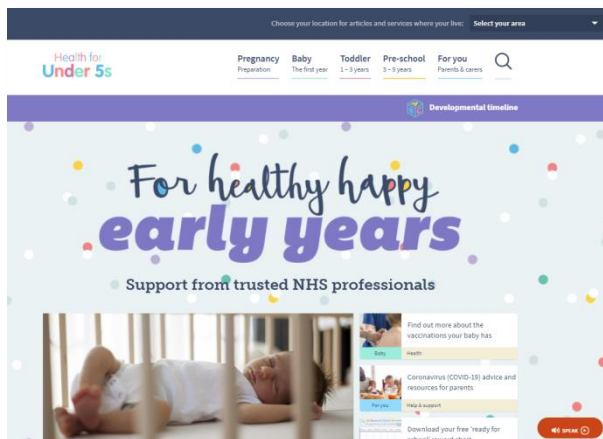 Choose your location for articles and services where your live: Select your area
Health for
Under 5s
Pregnancy
Preparation
Baby
The first year
Toddler
1 – 3 years
Pre-school
3 – 5 years
For you
Parents & carers
Developmental timeline
For healthy happy
early years
Support from trusted NHS professionals
Find out more about the
vaccinations your baby has
Baby
Health
Coronavirus (COVID-19) advice and
resources for parents
For you
Help & support
Download your free 'ready for
SPEAK